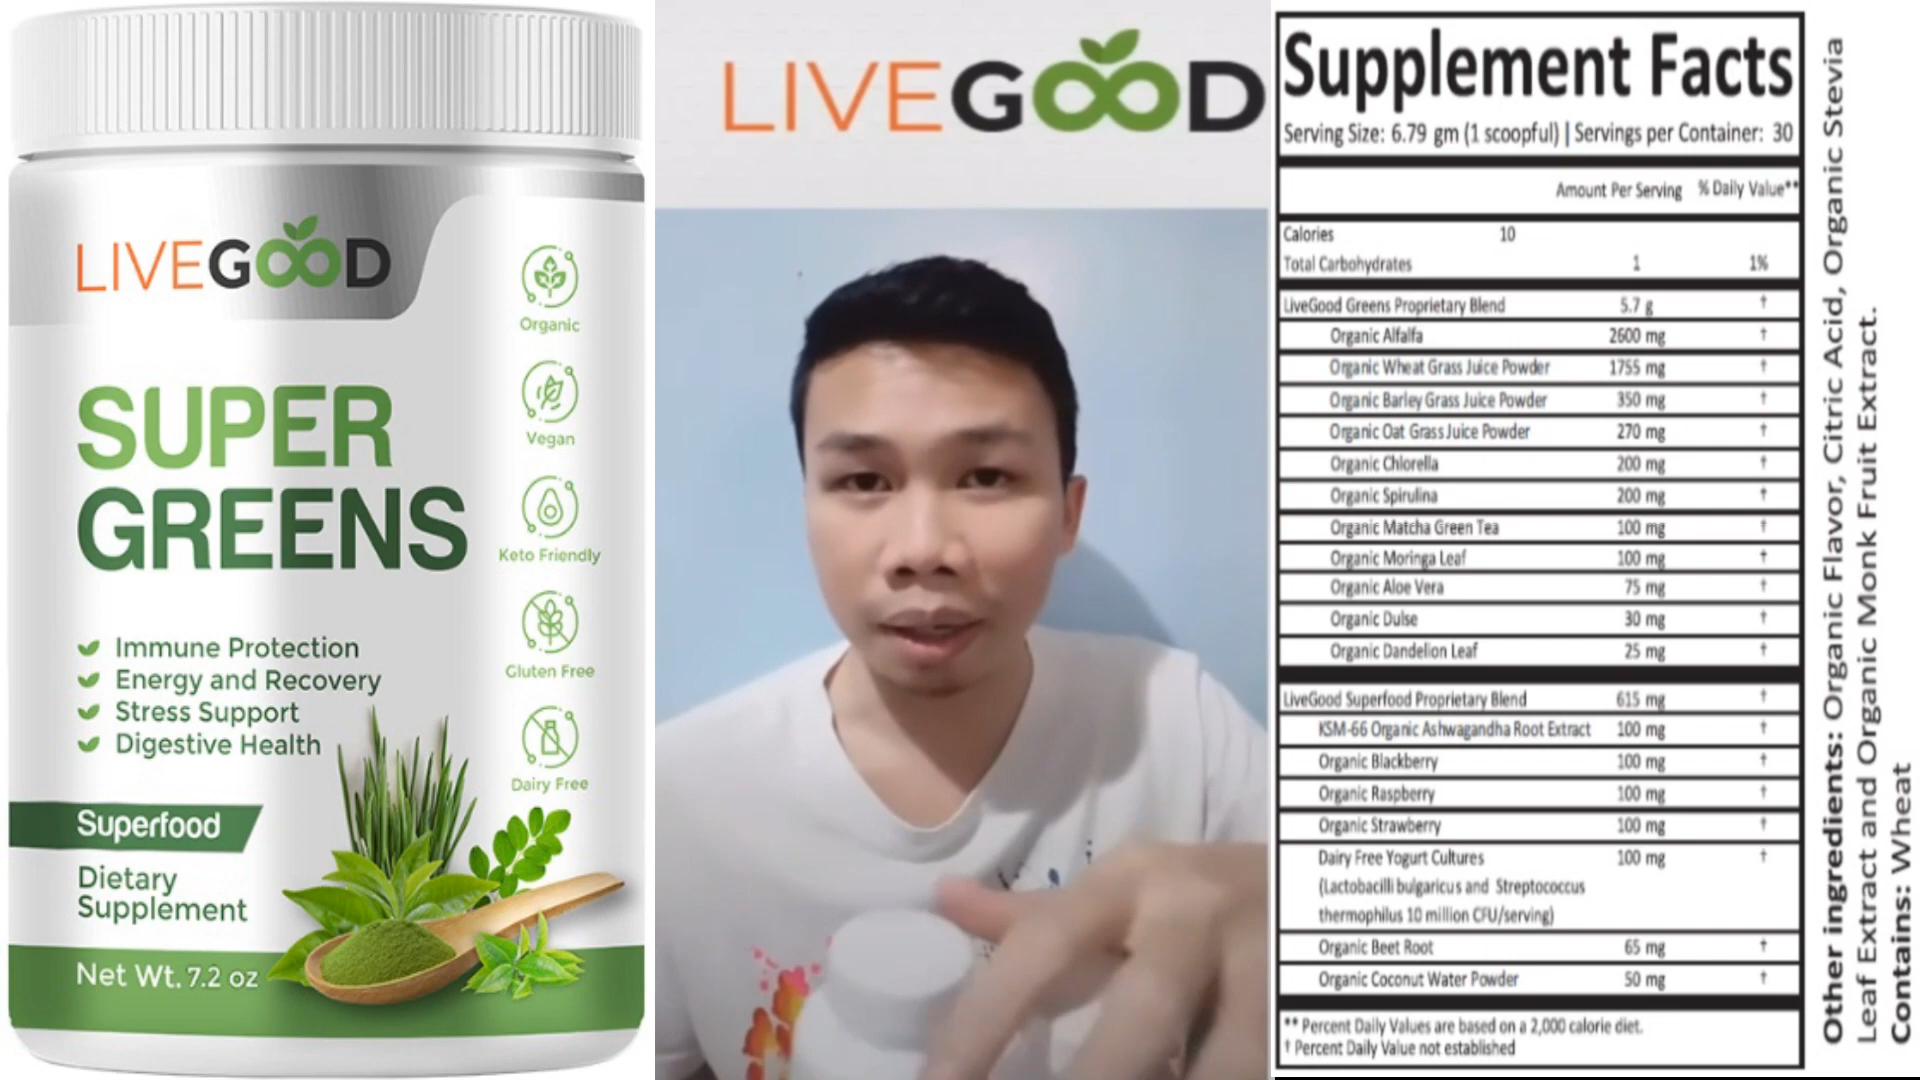 LIVEGOOD
Organic
SUPER
GREENS
Vegan
Keto Friendly
Gluten Free
Dairy Free
Immune Protection
Energy and Recovery
Stress Support
Digestive Health
Superfood
Dietary
Supplement
Net Wt. 7.2 oz
LIVEGOOD
Supplement Facts
Serving Size: 6.79 gm (1 scoopful) | Servings per Container: 30
Amount Per Serving % Daily Value**
Calories 10
Total Carbohydrates 1 1%
LiveGood Greens Proprietary Blend 5.7 g †
Organic Alfalfa 2600 mg †
Organic Wheat Grass Juice Powder 1755 mg †
Organic Barley Grass Juice Powder 350 mg †
Organic Oat Grass Juice Powder 270 mg †
Organic Chlorella 200 mg †
Organic Spirulina 200 mg †
Organic Matcha Green Tea 100 mg †
Organic Moringa Leaf 100 mg †
Organic Aloe Vera 75 mg †
Organic Dulse 30 mg †
Organic Dandelion Leaf 25 mg †
LiveGood Superfood Proprietary Blend 615 mg †
KSM-66 Organic Ashwagandha Root Extract 100 mg †
Organic Blackberry 100 mg †
Organic Raspberry 100 mg †
Organic Strawberry 100 mg †
Dairy Free Yogurt Cultures 100 mg †
(Lactobacilli bulgaricus and Streptococcus
thermophilus 10 million CFU/serving)
Organic Beet Root 65 mg †
Organic Coconut Water Powder 50 mg †
** Percent Daily Values are based on a 2,000 calorie diet.
† Percent Daily Value not established
Other ingredients: Organic Flavor, Citric Acid, Organic Stevia
Leaf Extract and Organic Monk Fruit Extract.
Contains: Wheat